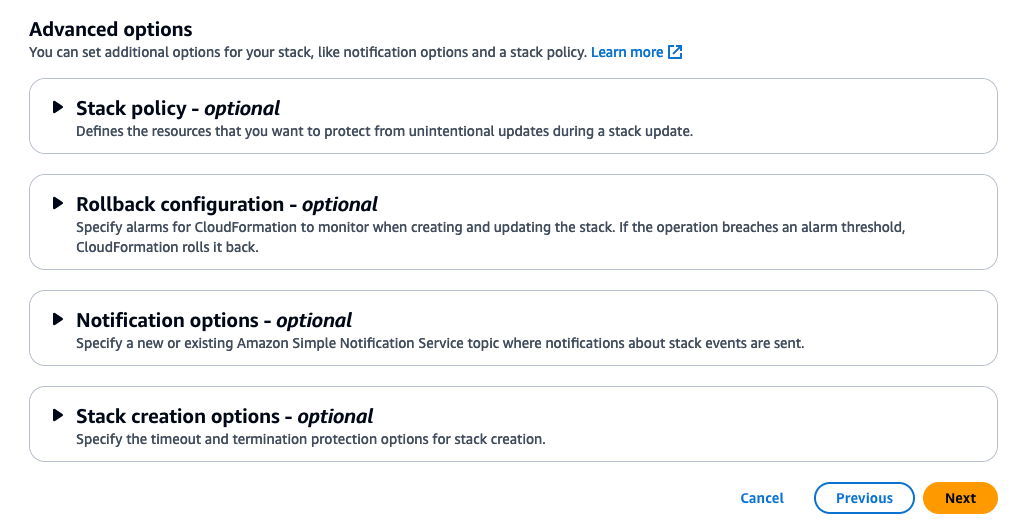 Advanced options
You can set additional options for your stack, like notification options and a stack policy. Learn more
Stack policy - optional
Defines the resources that you want to protect from unintentional updates during a stack update.
Rollback configuration - optional
Specify alarms for CloudFormation to monitor when creating and updating the stack. If the operation breaches an alarm threshold,
CloudFormation rolls it back.
Notification options - optional
Specify a new or existing Amazon Simple Notification Service topic where notifications about stack events are sent.
Stack creation options - optional
Specify the timeout and termination protection options for stack creation.
Cancel Previous Next